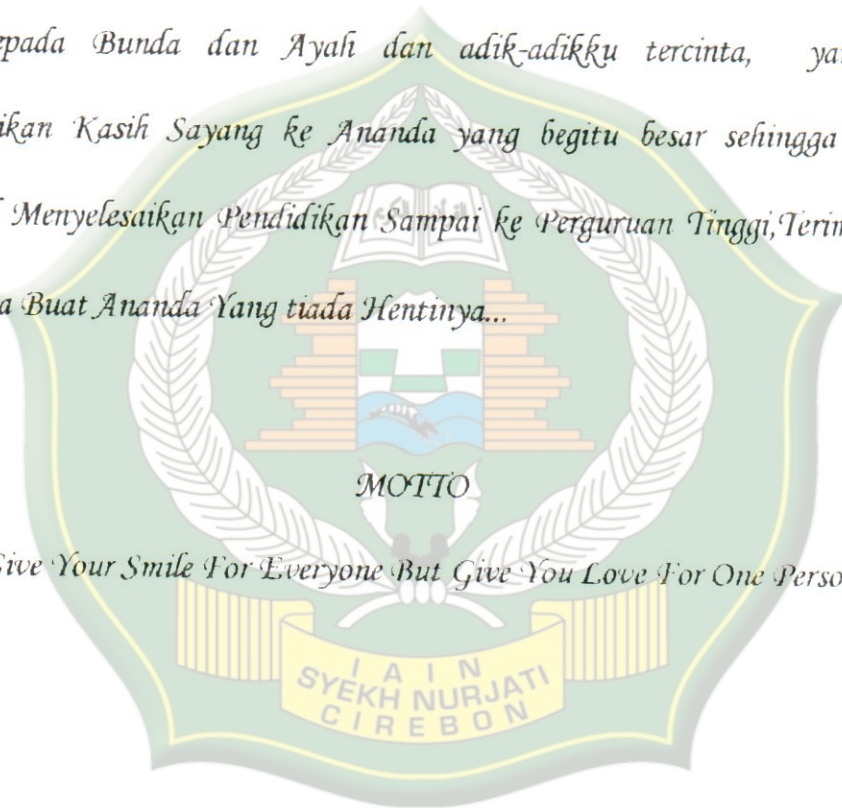 epada Bunda dan Ayah dan adik-adikku tercinta, ya
ikan Kasih Sayang ke Ananda yang begitu besar sehingga
Menyelesaikan Pendidikan Sampai ke Perguruan Tinggi,Terin
a Buat Ananda Yang tiada Hentinya...
MOTTO
Give Your Smile For Everyone But Give You Love For One Perso
I A I N
SYEKH NURJATI
CIREBON